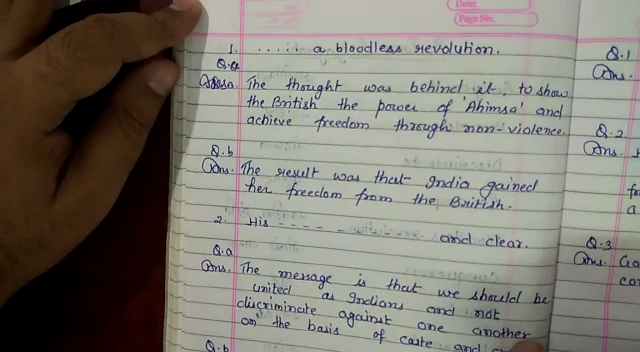 Date:
Page No.
1. ..... a bloodless revolution.
Q.a
Ans a. The thought was behind it, to show
the British the power of 'Ahimsa' and
achieve freedom through non-violence.
Q.b
Ans. The result was that India gained
her freedom from the British.
2. His - - - - - and clear.
Q.a
Ans. The message is that we should be
united as Indians and not
discriminate against one another
on the basis of caste and
Q.b
Q.1
Ans.
Q.2
Ans.
a
Q.3
Ans.